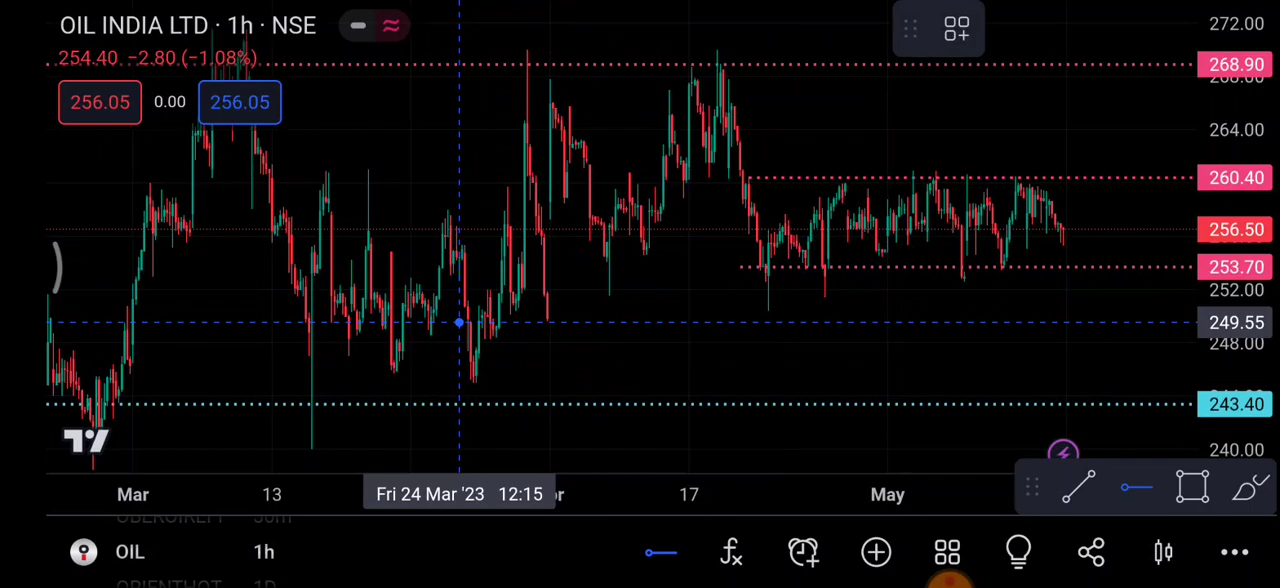 OIL INDIA LTD · 1h · NSE
254.40 −2.80 (−1.08%)
256.05 0.00 256.05
272.00
268.90
268.00
264.00
260.40
256.50
253.70
252.00
249.55
248.00
243.40
240.00
Mar 13 Fri 24 Mar '23 12:15 17 May
OIL 1h